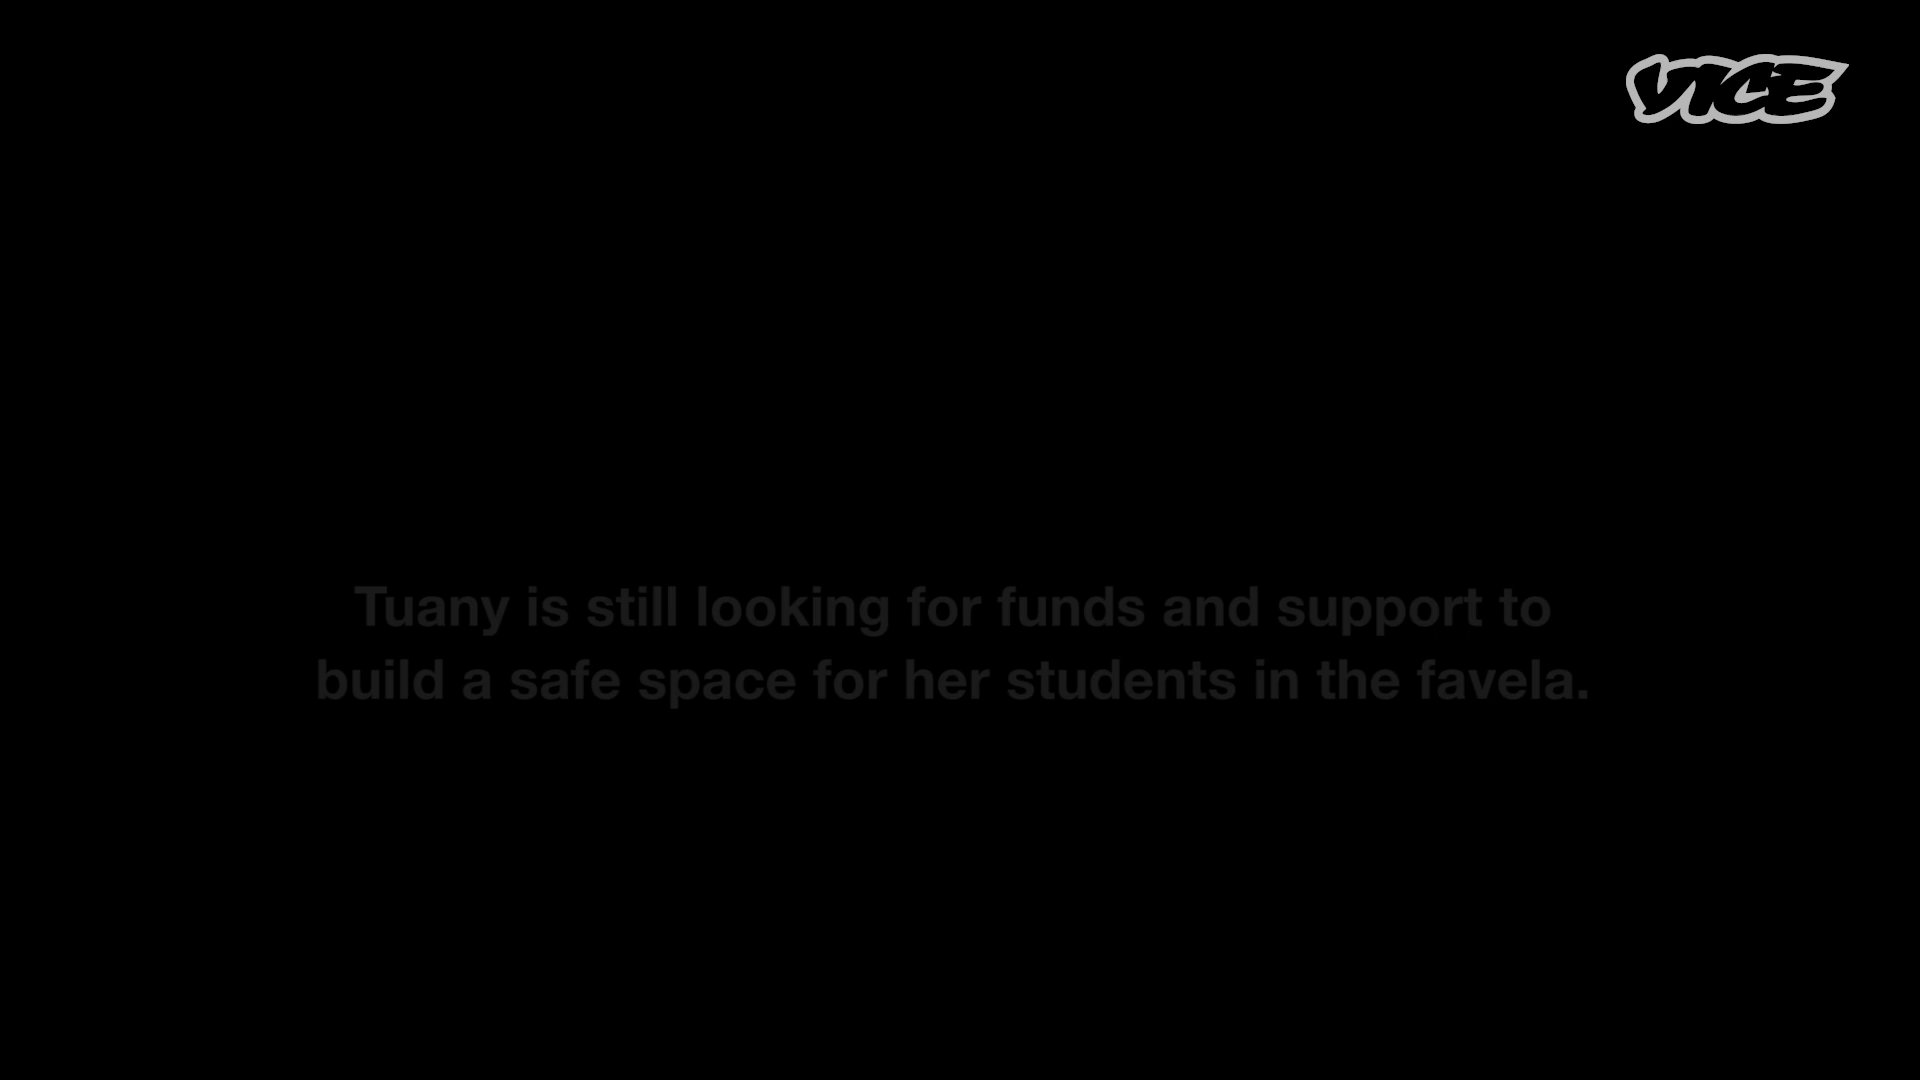 VICE
Tuany is still looking for funds and support to
build a safe space for her students in the favela.